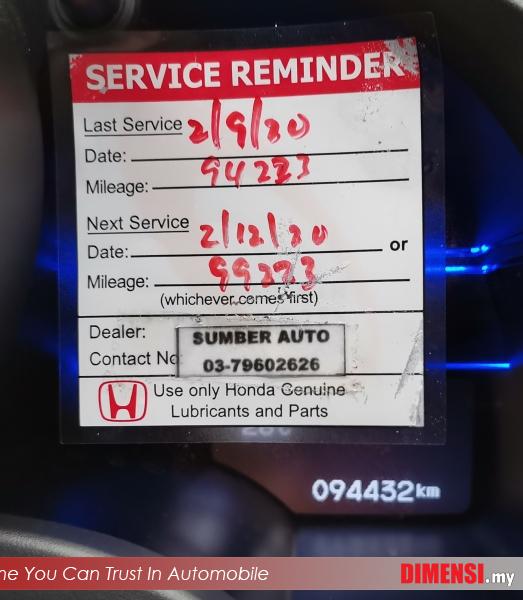 SERVICE REMINDER
Last Service
Date: 2/9/20
Mileage: 94223
Next Service
Date: 2/12/20 or
Mileage: 99223
(whichever comes first)
Dealer: SUMBER AUTO
Contact No 03-79602626
Use only Honda Genuine
Lubricants and Parts
094432km
ne You Can Trust In Automobile
DIMENSI.my